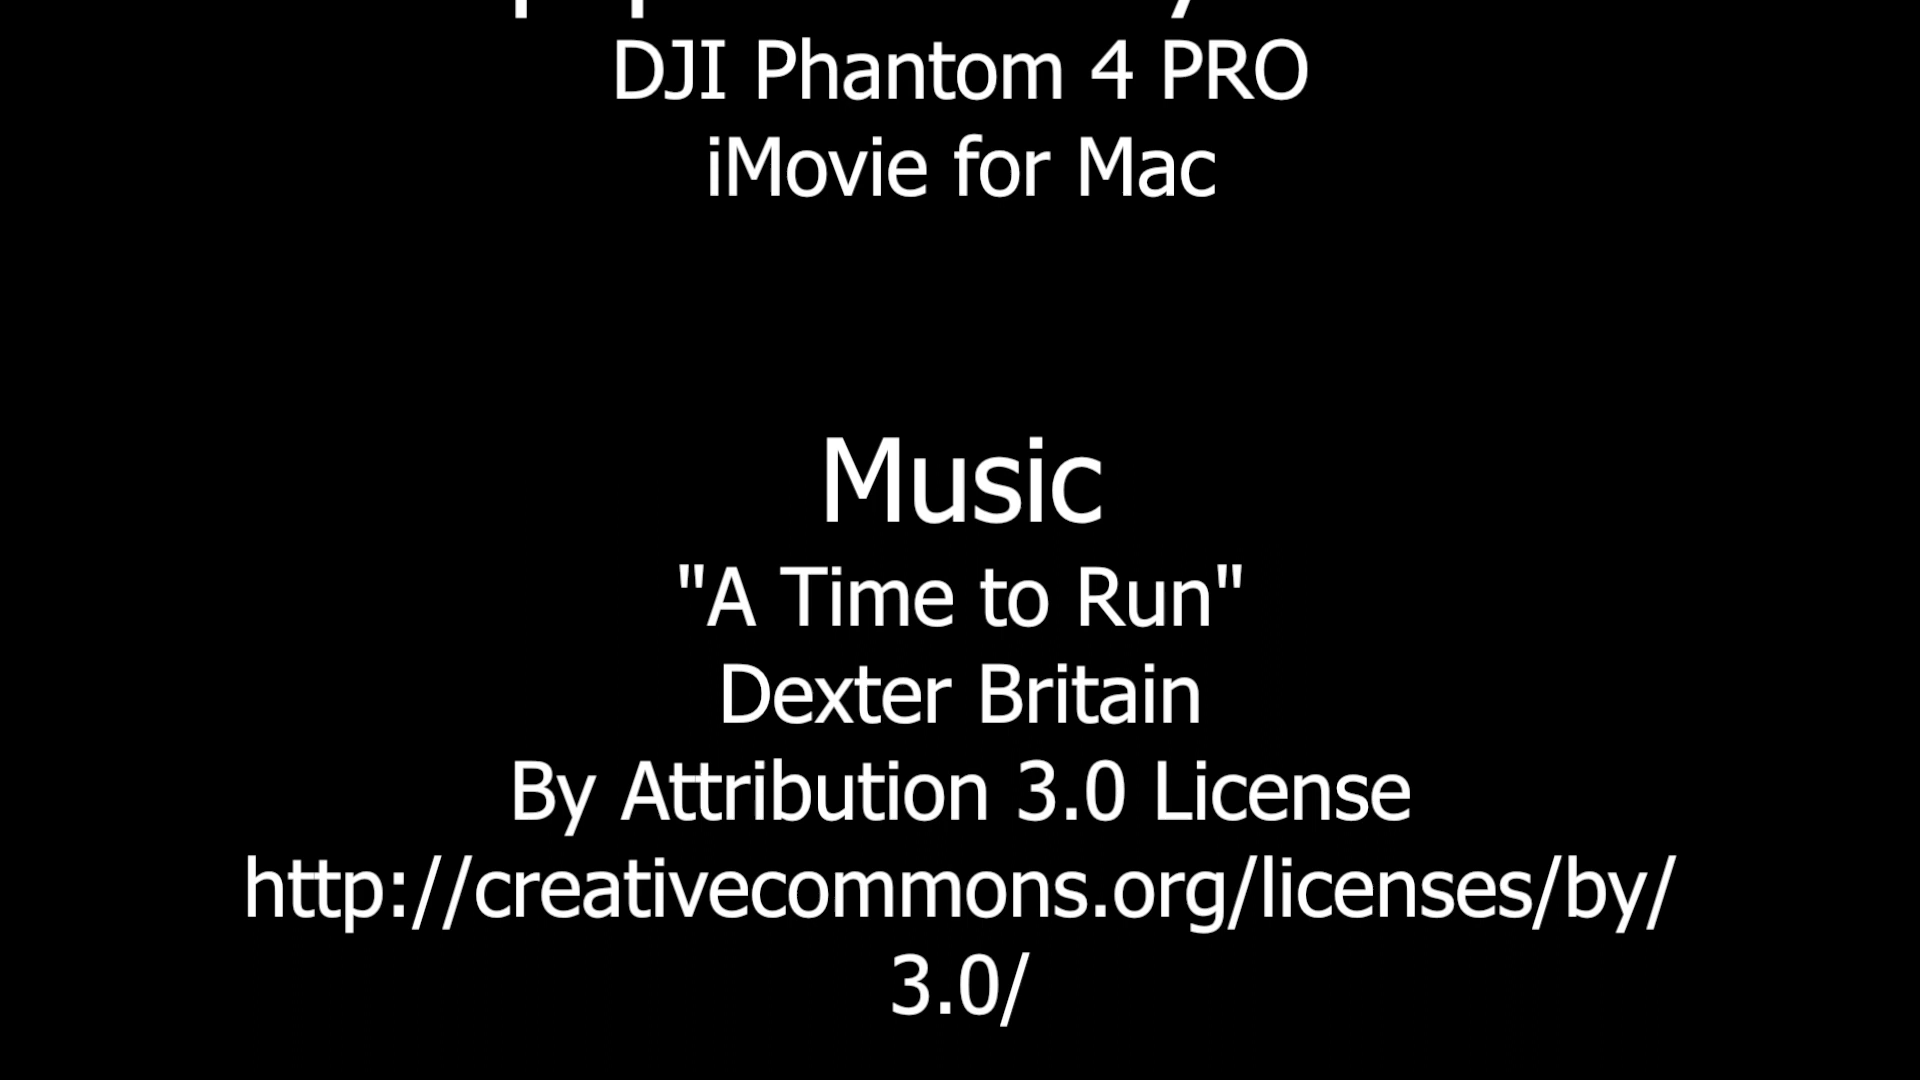 DJI Phantom 4 PRO
iMovie for Mac
Music
"A Time to Run"
Dexter Britain
By Attribution 3.0 License
http://creativecommons.org/licenses/by/
3.0/